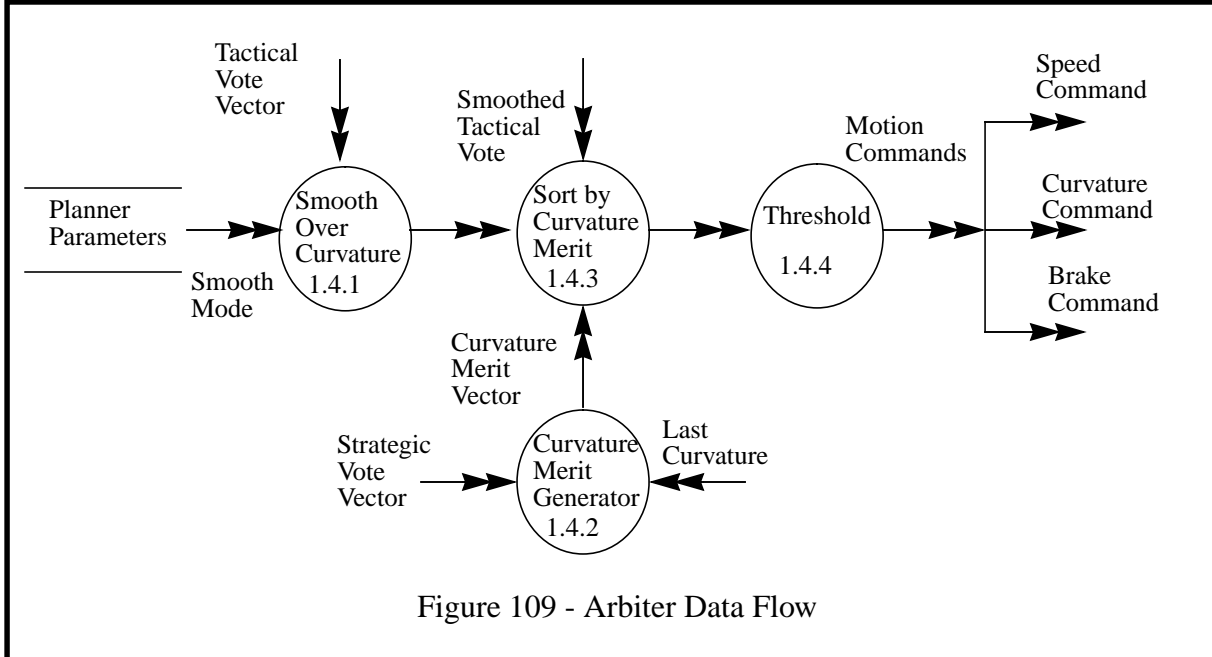 Tactical
Vote
Vector
Smoothed
Tactical
Vote
Motion
Commands
Speed
Command
Planner
Parameters
Smooth
Mode
Smooth
Over
Curvature
1.4.1
Sort by
Curvature
Merit
1.4.3
Threshold
1.4.4
Curvature
Command
Brake
Command
Curvature
Merit
Vector
Strategic
Vote
Vector
Curvature
Merit
Generator
1.4.2
Last
Curvature
Figure 109 - Arbiter Data Flow